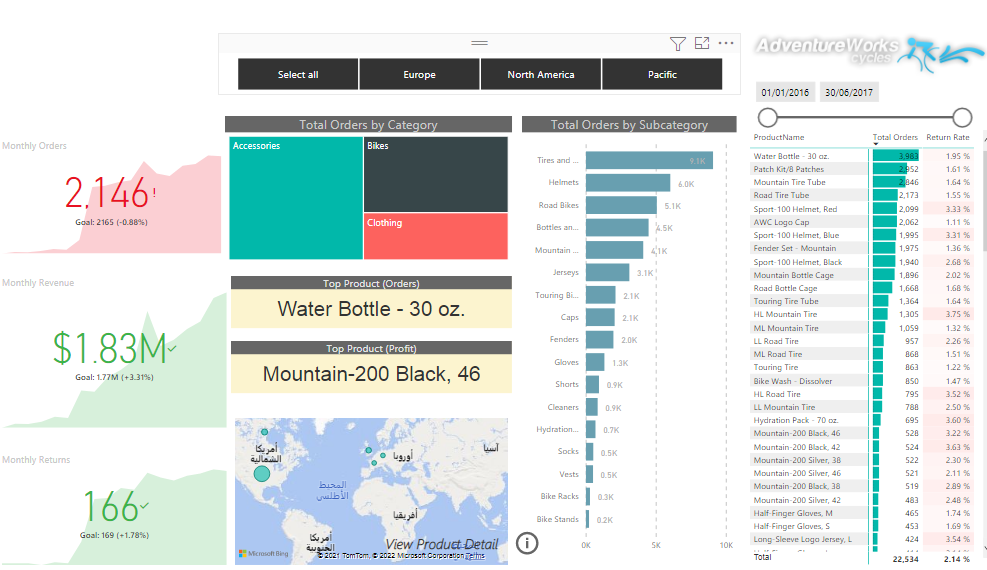 AdventureWorks
cycles
Select all
Europe
North America
Pacific
01/01/2016
30/06/2017
Monthly Orders
2,146!
Goal: 2165 (-0.88%)
Monthly Revenue
$1.83M
Goal: 1.77M (+3.31%)
Monthly Returns
166
Goal: 169 (+1.78%)
Total Orders by Category
Accessories
Bikes
Clothing
Top Product (Orders)
Water Bottle - 30 oz.
Top Product (Profit)
Mountain-200 Black, 46
أمريكا
الشمالية
أوروبا
آسيا
المحيط
الأطلسي
أفريقيا
أمريكا
الجنوبية
Microsoft Bing
© 2021 TomTom, © 2022 Microsoft Corporation Terms
View Product Detail
Total Orders by Subcategory
Tires and ... 9.1K
Helmets 6.0K
Road Bikes 5.1K
Bottles an... 4.5K
Mountain ... 4.1K
Jerseys 3.1K
Touring Bi... 2.1K
Caps 2.1K
Fenders 2.0K
Gloves 1.3K
Shorts 0.9K
Cleaners 0.9K
Hydration... 0.7K
Socks 0.5K
Vests 0.5K
Bike Racks 0.3K
Bike Stands 0.2K
0K 5K 10K
ProductName Total Orders Return Rate
Water Bottle - 30 oz. 3,983 1.95 %
Patch Kit/8 Patches 2,952 1.61 %
Mountain Tire Tube 2,846 1.64 %
Road Tire Tube 2,173 1.55 %
Sport-100 Helmet, Red 2,099 3.33 %
AWC Logo Cap 2,062 1.11 %
Sport-100 Helmet, Blue 1,995 3.31 %
Fender Set - Mountain 1,975 1.36 %
Sport-100 Helmet, Black 1,940 2.68 %
Mountain Bottle Cage 1,896 2.02 %
Road Bottle Cage 1,668 1.68 %
Touring Tire Tube 1,364 1.64 %
HL Mountain Tire 1,305 3.75 %
ML Mountain Tire 1,059 1.32 %
LL Road Tire 957 2.26 %
ML Road Tire 868 1.51 %
Touring Tire 863 1.22 %
Bike Wash - Dissolver 850 1.47 %
HL Road Tire 795 3.52 %
LL Mountain Tire 788 2.50 %
Hydration Pack - 70 oz. 695 3.60 %
Mountain-200 Black, 46 528 3.22 %
Mountain-200 Black, 42 524 3.63 %
Mountain-200 Silver, 38 522 2.30 %
Mountain-200 Silver, 46 521 2.11 %
Mountain-200 Black, 38 519 2.89 %
Mountain-200 Silver, 42 483 2.48 %
Half-Finger Gloves, M 465 1.74 %
Half-Finger Gloves, S 453 1.69 %
Long-Sleeve Logo Jersey, L 424 3.54 %
Total 22,534 2.14 %